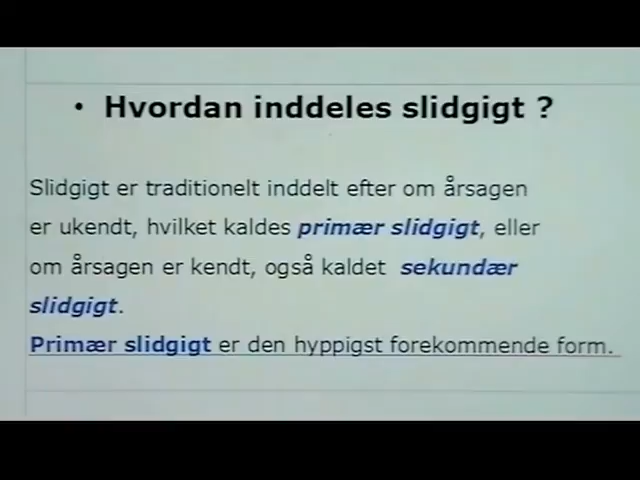 • Hvordan inddeles slidgigt ?
Slidgigt er traditionelt inddelt efter om årsagen
er ukendt, hvilket kaldes primær slidgigt, eller
om årsagen er kendt, også kaldet sekundær
slidgigt.
Primær slidgigt er den hyppigst forekommende form.